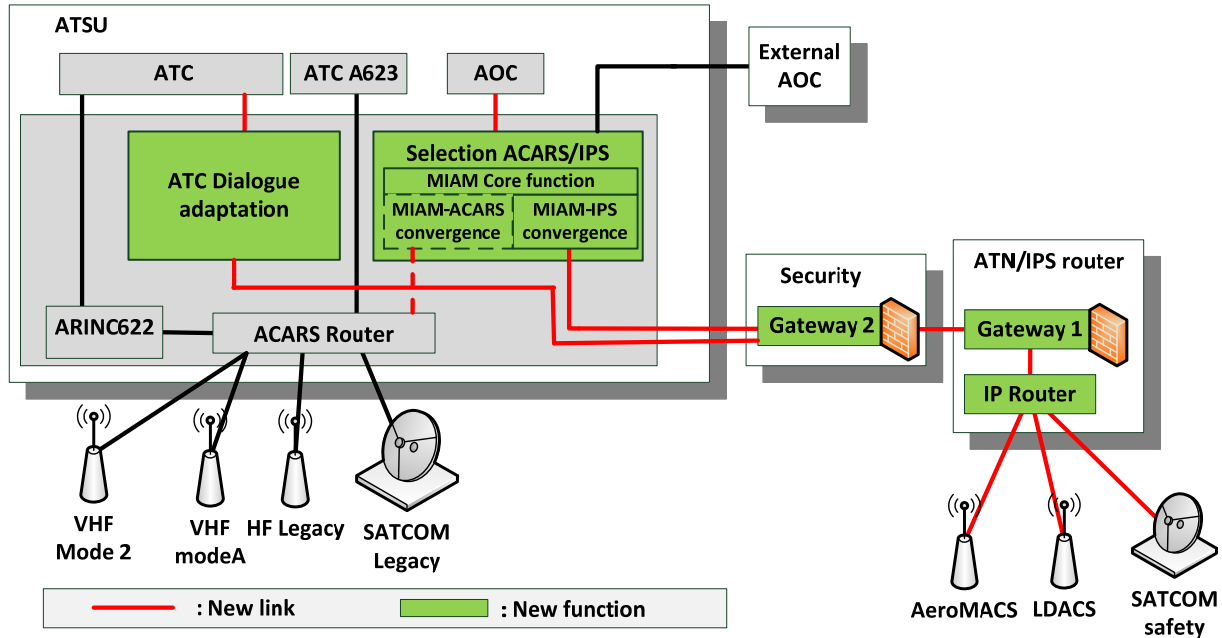 ATSU
ATC
ATC A623
AOC
External
AOC
Selection ACARS/IPS
MIAM Core function
ATC Dialogue
adaptation
MIAM-ACARS
convergence
MIAM-IPS
convergence
Security
ATN/IPS router
ARINC622
ACARS Router
Gateway 2
Gateway 1
IP Router
VHF
Mode 2
VHF
modeA
HF Legacy
SATCOM
Legacy
AeroMACS
LDACS
SATCOM
safety
: New link
: New function